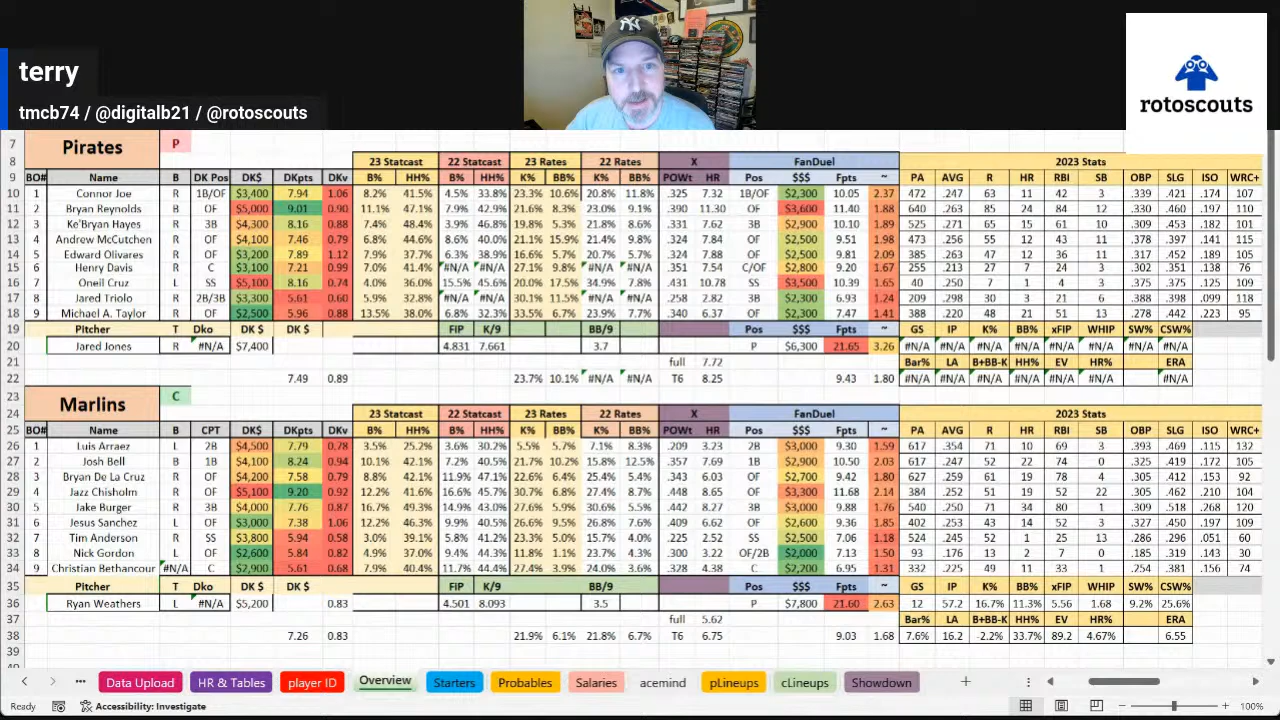 terry
tmcb74 / @digitalb21 / @rotoscouts
rotoscouts
7 Pirates P
8 23 Statcast 22 Statcast 23 Rates 22 Rates X FanDuel 2023 Stats
9 BO# Name B DK Pos DK$ DKpts DKv B% HH% B% HH% K% BB% K% BB% POWt HR Pos $$$ Fpts ~ PA AVG R HR RBI SB OBP SLG ISO WRC+
10 1 Connor Joe R 1B/OF $3,400 7.94 1.06 8.2% 41.5% 4.5% 33.8% 23.3% 10.6% 20.8% 11.8% .325 7.32 1B/OF $2,300 10.05 2.37 472 .247 63 11 42 3 .339 .421 .174 107
11 2 Bryan Reynolds B OF $5,000 9.01 0.90 11.1% 47.1% 7.9% 42.9% 21.6% 8.3% 23.0% 9.1% .390 11.30 OF $3,600 11.40 1.88 640 .263 85 24 84 12 .330 .460 .197 110
12 3 Ke'Bryan Hayes R 3B $4,300 8.16 0.88 7.4% 48.4% 3.9% 46.8% 19.8% 5.3% 21.8% 8.6% .331 7.62 3B $2,900 10.10 1.89 525 .271 65 15 61 10 .309 .453 .182 101
13 4 Andrew McCutchen R OF $4,100 7.46 0.79 6.8% 44.6% 8.6% 40.0% 21.1% 15.9% 21.4% 9.8% .324 7.84 OF $2,500 9.51 1.98 473 .256 55 12 43 11 .378 .397 .141 115
14 5 Edward Olivares R OF $3,200 7.89 1.12 7.9% 37.7% 6.3% 38.9% 16.6% 5.7% 20.7% 5.7% .324 7.88 OF $2,500 9.81 2.09 385 .263 47 12 36 11 .317 .452 .189 105
15 6 Henry Davis R C $3,100 7.21 0.99 7.0% 41.4% #N/A #N/A 27.1% 9.8% #N/A #N/A .351 7.54 C/OF $2,800 9.20 1.67 255 .213 27 7 24 3 .302 .351 .138 76
16 7 Oneil Cruz L SS $5,100 8.16 0.74 4.0% 36.0% 15.5% 45.6% 20.0% 17.5% 34.9% 7.8% .431 10.78 SS $3,500 10.39 1.65 40 .250 7 1 4 3 .375 .375 .125 109
17 8 Jared Triolo R 2B/3B $3,300 5.61 0.60 5.9% 32.8% #N/A #N/A 30.1% 11.5% #N/A #N/A .258 2.82 3B $2,300 6.93 1.24 209 .298 30 3 21 6 .388 .398 .099 118
18 9 Michael A. Taylor R OF $2,500 5.96 0.88 13.5% 38.0% 6.8% 32.3% 33.5% 6.7% 23.9% 7.7% .340 6.37 OF $2,300 7.47 1.41 388 .220 48 21 51 13 .278 .442 .223 95
19 Pitcher T Dko DK $ DK $ FIP K/9 BB/9 Pos $$$ Fpts ~ GS IP K% BB% xFIP WHIP SW% CSW%
20 Jared Jones R #N/A $7,400 4.831 7.661 3.7 P $6,300 21.65 3.26 #N/A #N/A #N/A #N/A #N/A #N/A #N/A #N/A
21 full 7.72 Bar% LA B+BB-K HH% EV HR% ERA
22 7.49 0.89 23.7% 10.1% #N/A #N/A T6 8.25 9.43 1.80 #N/A #N/A #N/A #N/A #N/A #N/A #N/A
23 Marlins C
24 23 Statcast 22 Statcast 23 Rates 22 Rates X FanDuel 2023 Stats
25 BO# Name B CPT DK$ DKpts DKv B% HH% B% HH% K% BB% K% BB% POWt HR Pos $$$ Fpts ~ PA AVG R HR RBI SB OBP SLG ISO WRC+
26 1 Luis Arraez L 2B $4,500 7.79 0.78 3.5% 25.2% 3.6% 30.2% 5.5% 5.7% 7.1% 8.3% .209 3.23 2B $3,000 9.30 1.59 617 .354 71 10 69 3 .393 .469 .115 132
27 2 Josh Bell B 1B $4,100 8.24 0.94 10.1% 42.1% 7.2% 40.5% 21.7% 10.2% 15.8% 12.5% .357 7.69 1B $2,900 10.50 2.03 617 .247 52 22 74 0 .325 .419 .172 105
28 3 Bryan De La Cruz R OF $4,200 7.58 0.79 8.8% 42.1% 11.9% 47.1% 22.6% 6.4% 25.4% 5.4% .343 6.03 OF $2,700 9.42 1.80 627 .259 61 19 78 4 .305 .412 .153 92
29 4 Jazz Chisholm R OF $5,100 9.20 0.92 12.2% 41.6% 16.6% 45.7% 30.7% 6.8% 27.4% 8.7% .448 8.65 OF $3,300 11.68 2.14 384 .252 51 19 52 22 .305 .462 .210 104
30 5 Jake Burger R 3B $4,000 7.76 0.87 16.7% 49.3% 14.9% 43.0% 27.6% 5.9% 30.6% 5.5% .442 8.28 3B $3,100 9.88 1.76 540 .250 71 34 80 1 .309 .518 .268 120
31 6 Jesus Sanchez L OF $3,000 7.38 1.06 12.2% 46.3% 9.9% 40.5% 26.6% 9.5% 26.8% 7.6% .409 6.62 OF $2,600 9.36 1.85 402 .253 43 14 52 3 .327 .450 .197 109
32 7 Tim Anderson R SS $3,800 5.94 0.58 3.0% 39.1% 5.8% 41.2% 23.3% 5.0% 15.7% 4.0% .225 2.52 SS $2,500 7.06 1.18 524 .245 52 1 25 13 .286 .296 .051 60
33 8 Nick Gordon L OF $2,600 5.84 0.82 4.9% 37.0% 9.4% 44.3% 11.8% 1.1% 23.7% 4.3% .300 3.22 OF/2B $2,000 7.13 1.50 93 .176 13 2 7 0 .185 .319 .143 30
34 9 Christian Bethancour #N/A C $2,900 5.61 0.68 7.9% 40.4% 11.7% 44.4% 27.4% 3.9% 24.0% 3.6% .328 4.38 C $2,200 6.95 1.31 332 .225 49 11 33 1 .254 .381 .156 74
35 Pitcher T Dko DK $ DK $ FIP K/9 BB/9 Pos $$$ Fpts ~ GS IP K% BB% xFIP WHIP SW% CSW%
36 Ryan Weathers L #N/A $5,200 0.83 4.501 8.093 3.5 P $7,800 21.60 2.63 12 57.2 16.7% 11.3% 5.56 1.68 9.2% 25.6%
37 full 5.62 Bar% LA B+BB-K HH% EV HR% ERA
38 7.26 0.83 21.9% 6.1% 21.8% 6.7% T6 6.75 9.03 1.68 7.6% 16.2 -2.2% 33.7% 89.2 4.67% 6.55
39
Data Upload HR & Tables player ID Overview Starters Probables Salaries acemind pLineups cLineups Showdown
Ready Accessibility: Investigate 100%